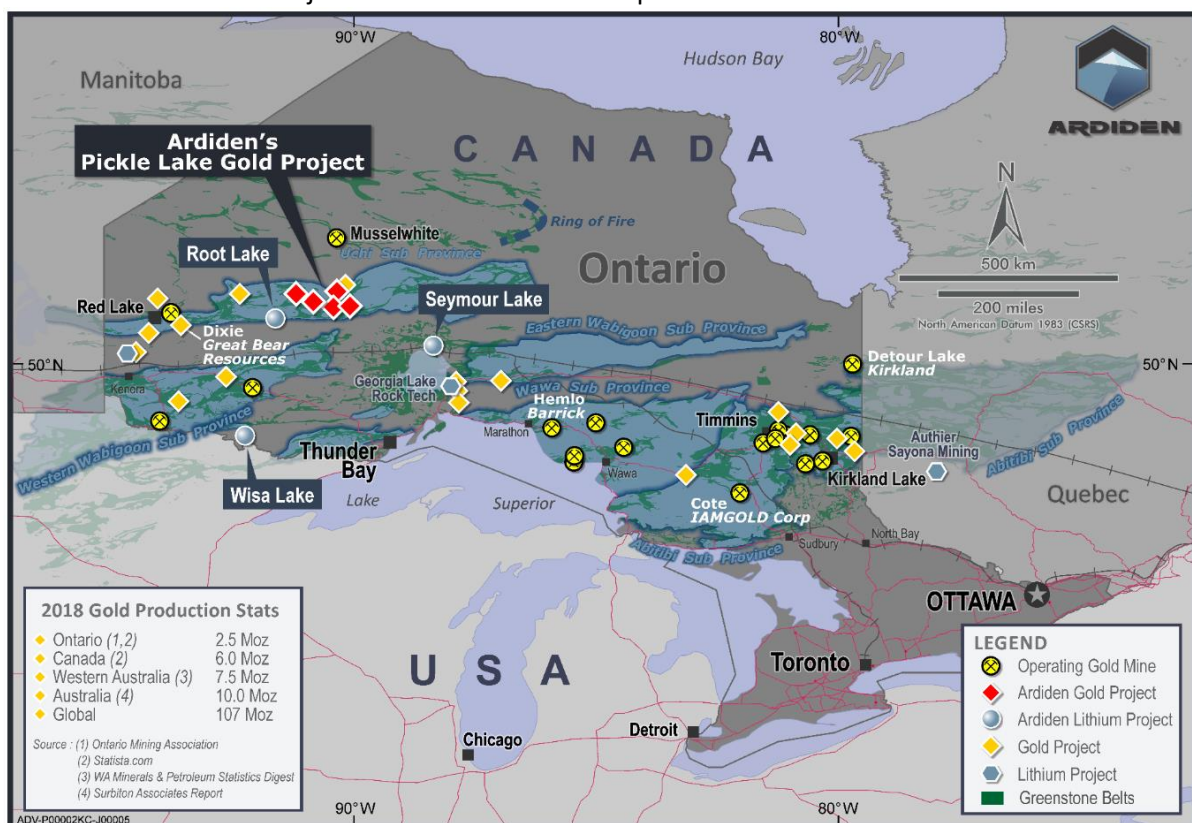 90°W
80°W
Hudson Bay
Manitoba
ARDIDEN
Ardiden's
Pickle Lake Gold Project
CANADA
N
Ring of Fire
Musselwhite
Uchi Sub Province
Root Lake
Ontario
500 km
200 miles
North American Datum 1983 (CSRS)
Seymour Lake
Red Lake
Dixie
Great Bear
Resources
Eastern Wabigoon Sub Province
50°N
50°N
Detour Lake
Kirkland
Kenora
Georgia Lake
Rock Tech
Wawa Sub Province
Hemlo
Barrick
Timmins
Marathon
Western Wabigoon Sub Province
Thunder
Bay
Wawa
Authier
Sayona Mining
Abitibi Sub Province
Kirkland Lake
Wisa Lake
Lake Superior
Cote
IAMGOLD Corp
Quebec
Abitibi Sub Province
Sudbury
North Bay
OTTAWA
2018 Gold Production Stats
Ontario (1,2) 2.5 Moz
Canada (2) 6.0 Moz
Western Australia (3) 7.5 Moz
Australia (4) 10.0 Moz
Global 107 Moz
Source : (1) Ontario Mining Association
(2) Statista.com
(3) WA Minerals & Petroleum Statistics Digest
(4) Surbiton Associates Report
USA
Toronto
Detroit
Chicago
LEGEND
Operating Gold Mine
Ardiden Gold Project
Ardiden Lithium Project
Gold Project
Lithium Project
Greenstone Belts
90°W
80°W
ADV-P00002KC-J00005